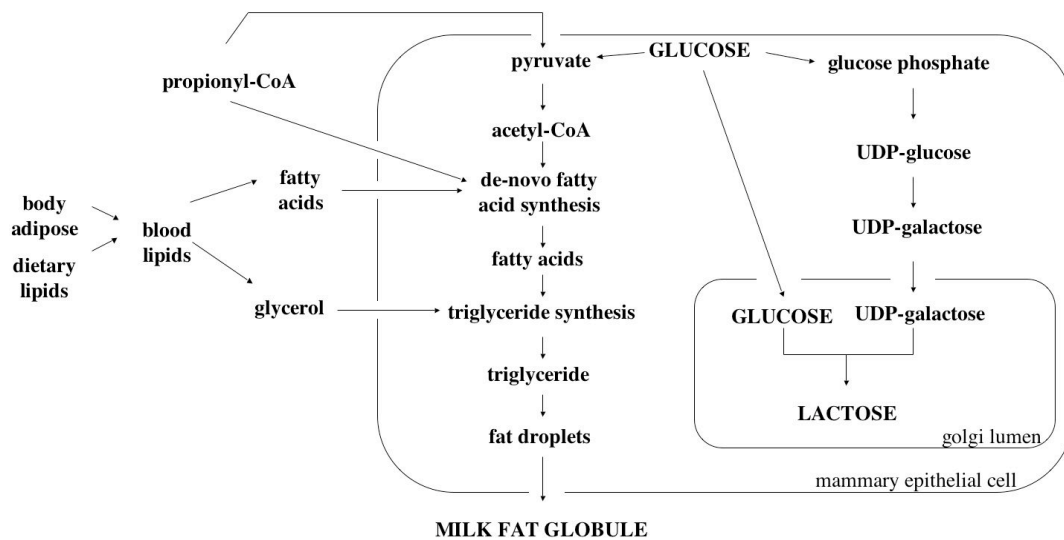 pyruvate
GLUCOSE
glucose phosphate
propionyl-CoA
acetyl-CoA
UDP-glucose
fatty
acids
de-novo fatty
acid synthesis
body
adipose
blood
lipids
UDP-galactose
dietary
lipids
fatty acids
glycerol
triglyceride synthesis
GLUCOSE
UDP-galactose
triglyceride
LACTOSE
fat droplets
golgi lumen
mammary epithelial cell
MILK FAT GLOBULE